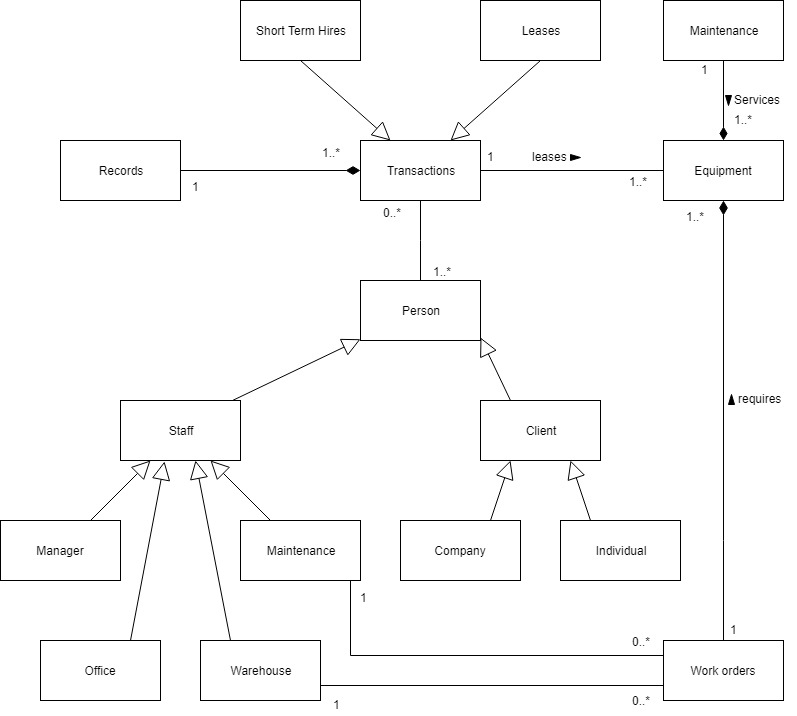 Short Term Hires
Leases
Maintenance
1
Services
1..*
Records
1
1..*
Transactions
1
leases
1..*
Equipment
0..*
1..*
1..*
Person
requires
Staff
Client
Manager
Maintenance
Company
Individual
1
1
0..*
Office
Warehouse
Work orders
1
0..*